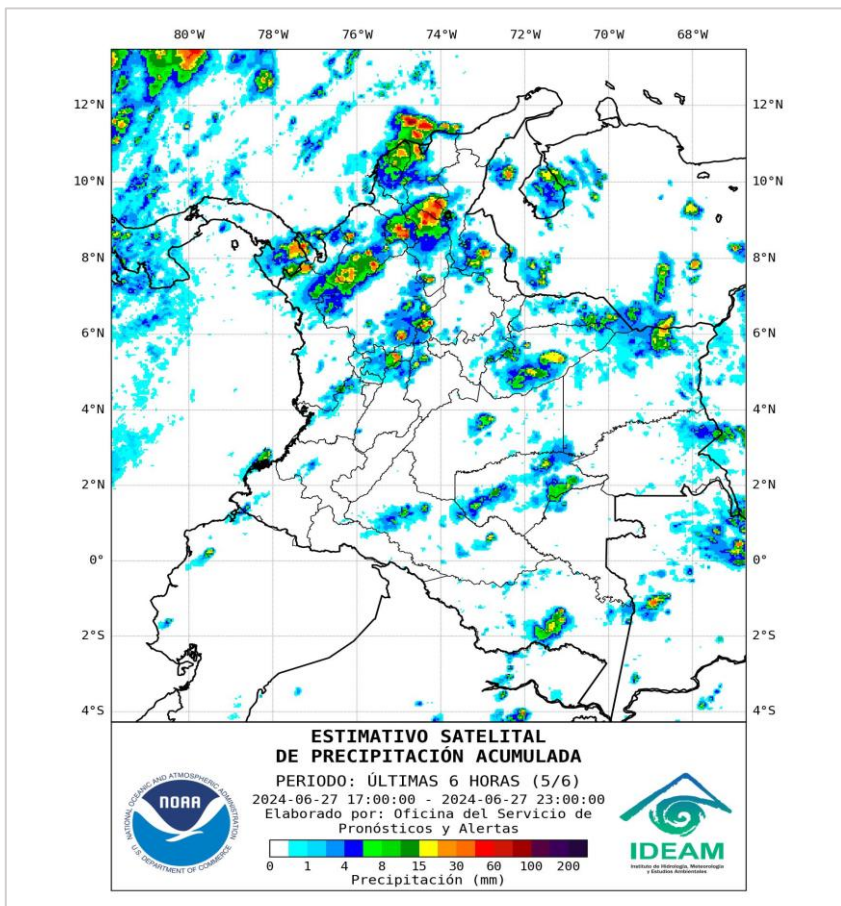 80°W 78°W 76°W 74°W 72°W 70°W 68°W
12°N 12°N
10°N 10°N
8°N 8°N
6°N 6°N
4°N 4°N
2°N 2°N
0° 0°
2°S 2°S
4°S 4°S
ESTIMATIVO SATELITAL
DE PRECIPITACIÓN ACUMULADA
PERIODO: ÚLTIMAS 6 HORAS (5/6)
2024-06-27 17:00:00 - 2024-06-27 23:00:00
Elaborado por: Oficina del Servicio de
Pronósticos y Alertas
0 1 4 8 15 30 60 100 200
Precipitación (mm)
NATIONAL OCEANIC AND ATMOSPHERIC ADMINISTRATION
NOAA
U.S. DEPARTMENT OF COMMERCE
IDEAM
Instituto de Hidrología, Meteorología
y Estudios Ambientales